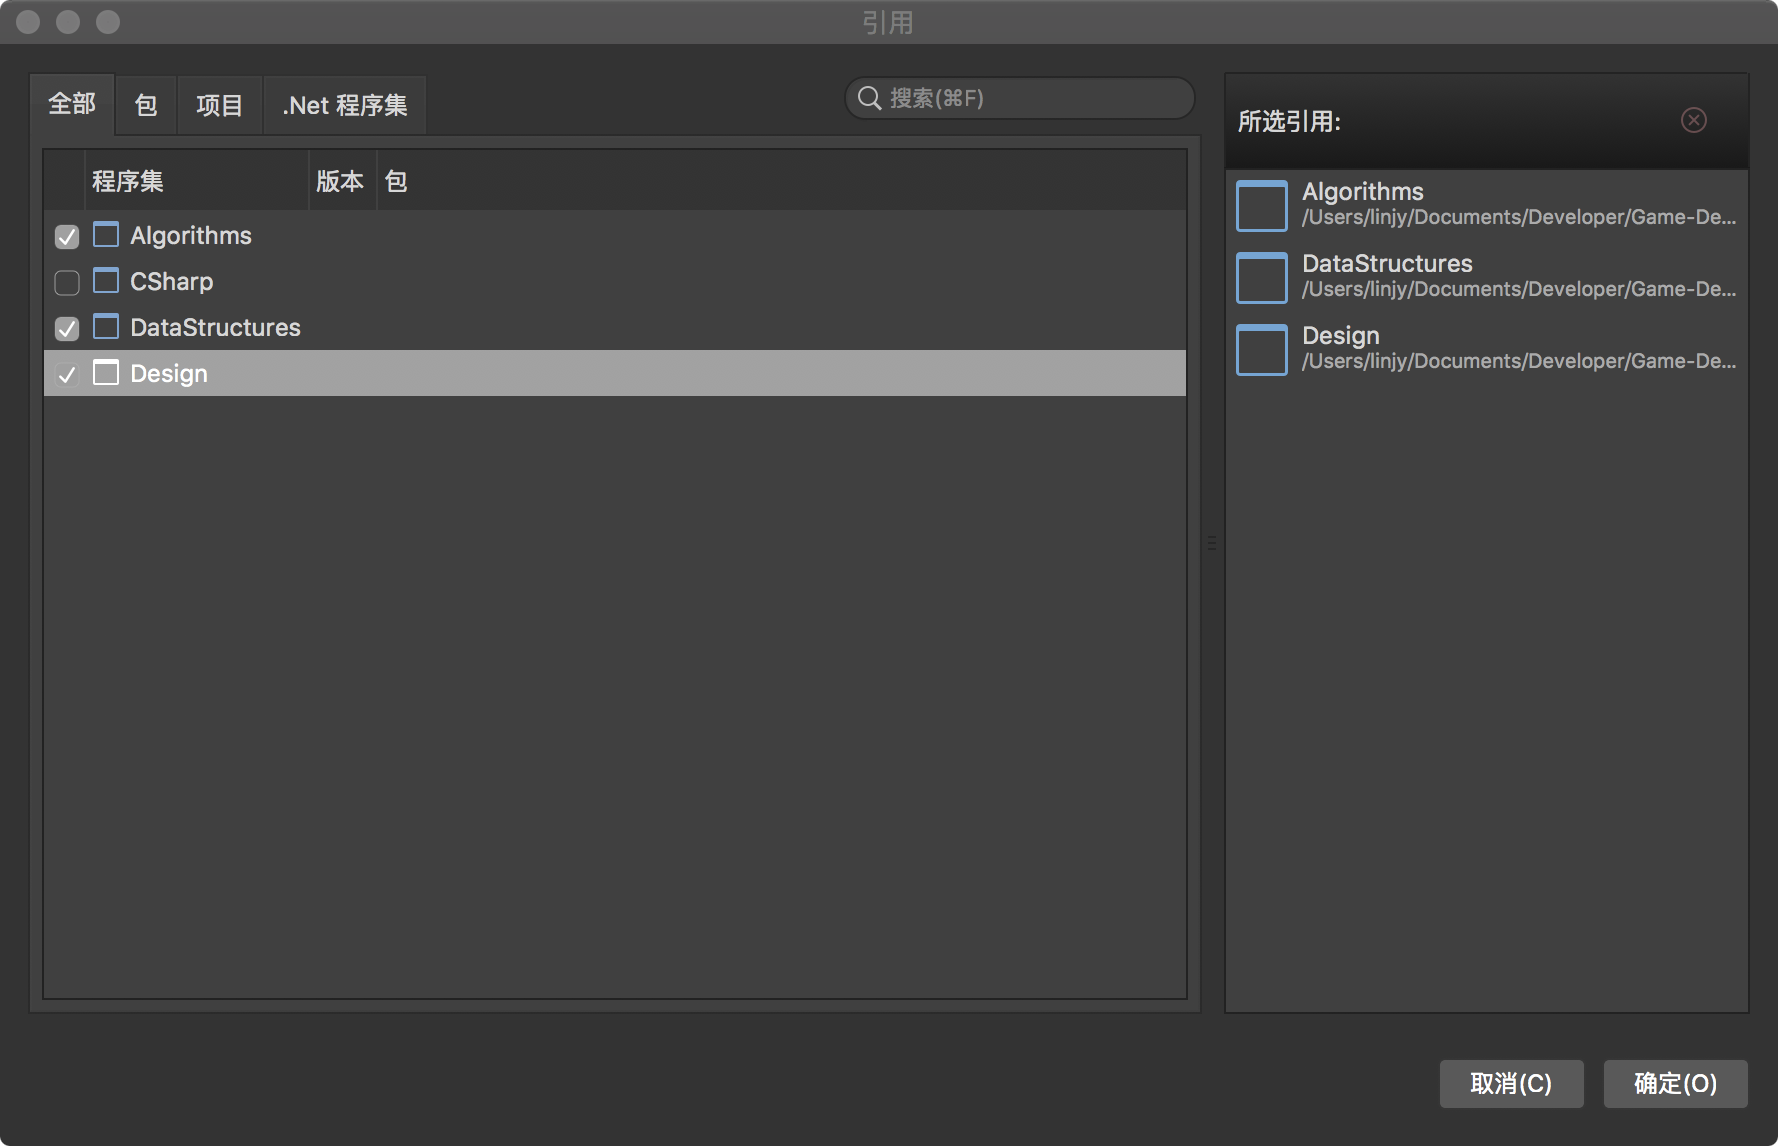 引用
全部 包 项目 .Net 程序集
搜索(⌘F)
程序集 版本 包
Algorithms
CSharp
DataStructures
Design
所选引用:
Algorithms
/Users/linjy/Documents/Developer/Game-De...
DataStructures
/Users/linjy/Documents/Developer/Game-De...
Design
/Users/linjy/Documents/Developer/Game-De...
取消(C) 确定(O)